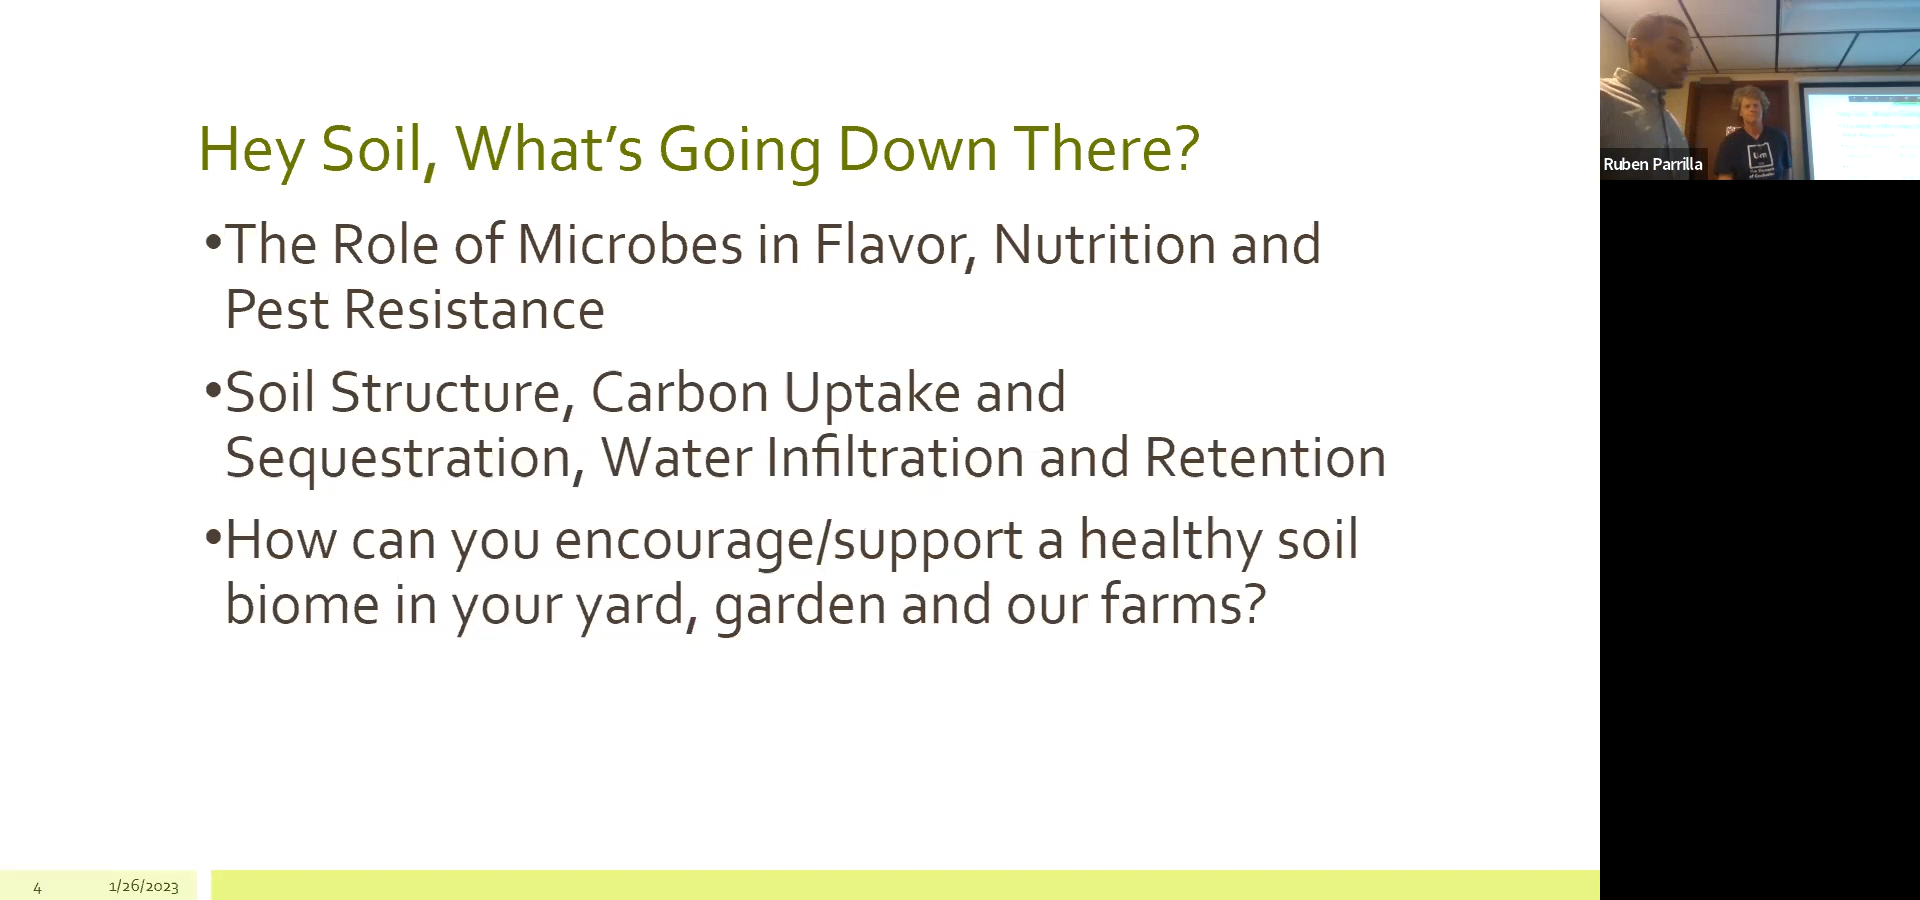 Hey Soil, What’s Going Down There?
•The Role of Microbes in Flavor, Nutrition and
Pest Resistance
•Soil Structure, Carbon Uptake and
Sequestration, Water Infiltration and Retention
•How can you encourage/support a healthy soil
biome in your yard, garden and our farms?
4
1/26/2023
Ruben Parrilla